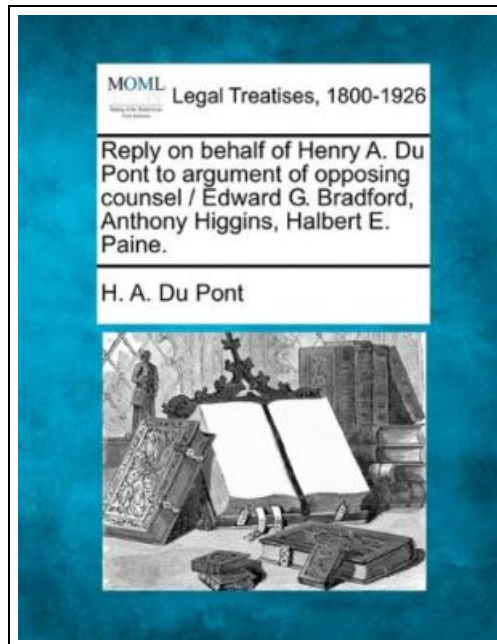 MOML
Legal Treatises, 1800-1926
Reply on behalf of Henry A. Du
Pont to argument of opposing
counsel / Edward G. Bradford,
Anthony Higgins, Halbert E.
Paine.
H. A. Du Pont